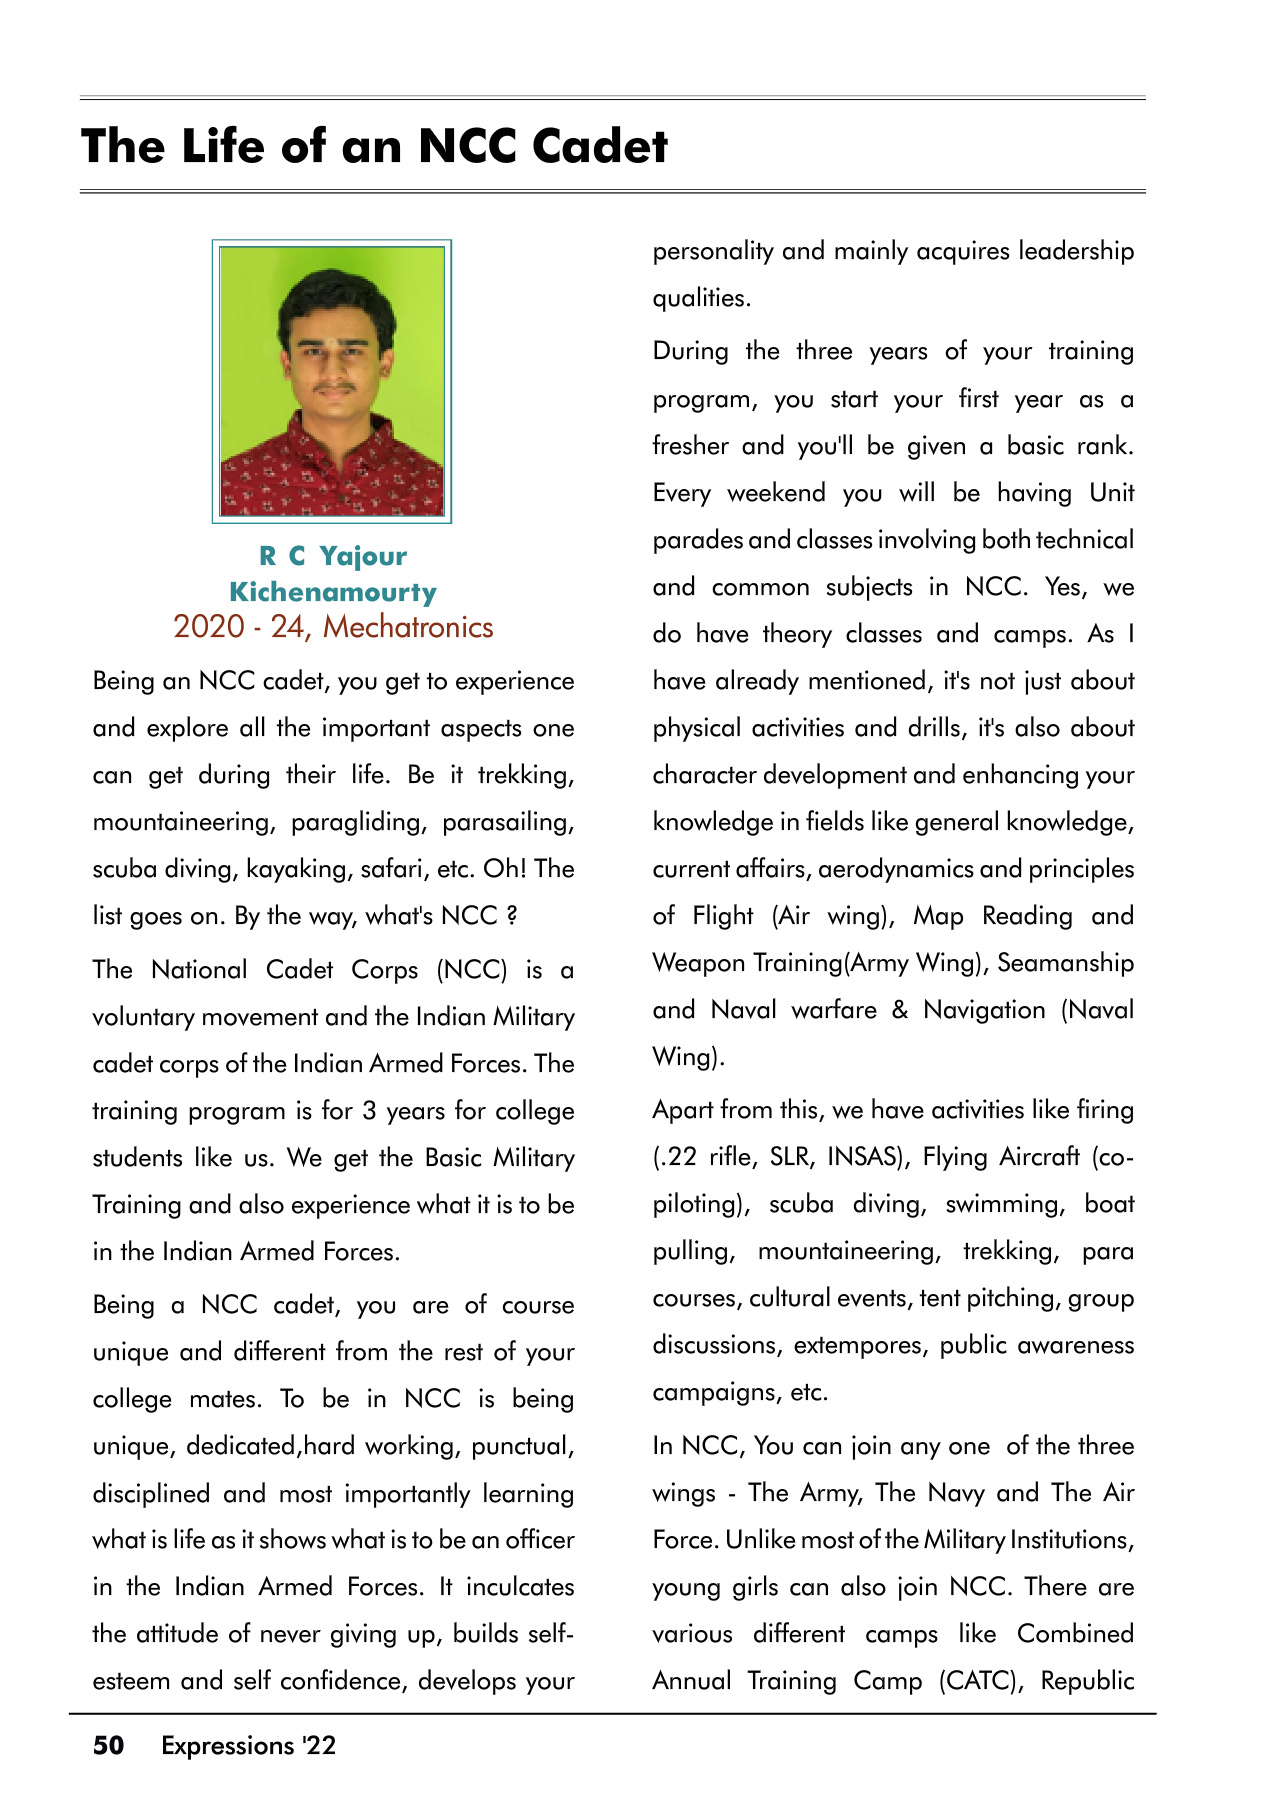 The Life of an NCC Cadet
R C Yajour
Kichenamourty
2020 - 24, Mechatronics
Being an NCC cadet, you get to experience
and explore all the important aspects one
can get during their life. Be it trekking,
mountaineering, paragliding, parasailing,
scuba diving, kayaking, safari, etc. Oh! The
list goes on. By the way, what's NCC ?
The National Cadet Corps (NCC) is a
voluntary movement and the Indian Military
cadet corps of the Indian Armed Forces. The
training program is for 3 years for college
students like us. We get the Basic Military
Training and also experience what it is to be
in the Indian Armed Forces.
Being a NCC cadet, you are of course
unique and different from the rest of your
college mates. To be in NCC is being
unique, dedicated,hard working, punctual,
disciplined and most importantly learning
what is life as it shows what is to be an officer
in the Indian Armed Forces. It inculcates
the attitude of never giving up, builds self-
esteem and self confidence, develops your
personality and mainly acquires leadership
qualities.
During the three years of your training
program, you start your first year as a
fresher and you'll be given a basic rank.
Every weekend you will be having Unit
parades and classes involving both technical
and common subjects in NCC. Yes, we
do have theory classes and camps. As I
have already mentioned, it's not just about
physical activities and drills, it's also about
character development and enhancing your
knowledge in fields like general knowledge,
current affairs, aerodynamics and principles
of Flight (Air wing), Map Reading and
Weapon Training(Army Wing), Seamanship
and Naval warfare & Navigation (Naval
Wing).
Apart from this, we have activities like firing
(.22 rifle, SLR, INSAS), Flying Aircraft (co-
piloting), scuba diving, swimming, boat
pulling, mountaineering, trekking, para
courses, cultural events, tent pitching, group
discussions, extempores, public awareness
campaigns, etc.
In NCC, You can join any one of the three
wings - The Army, The Navy and The Air
Force. Unlike most of the Military Institutions,
young girls can also join NCC. There are
various different camps like Combined
Annual Training Camp (CATC), Republic
50 Expressions '22